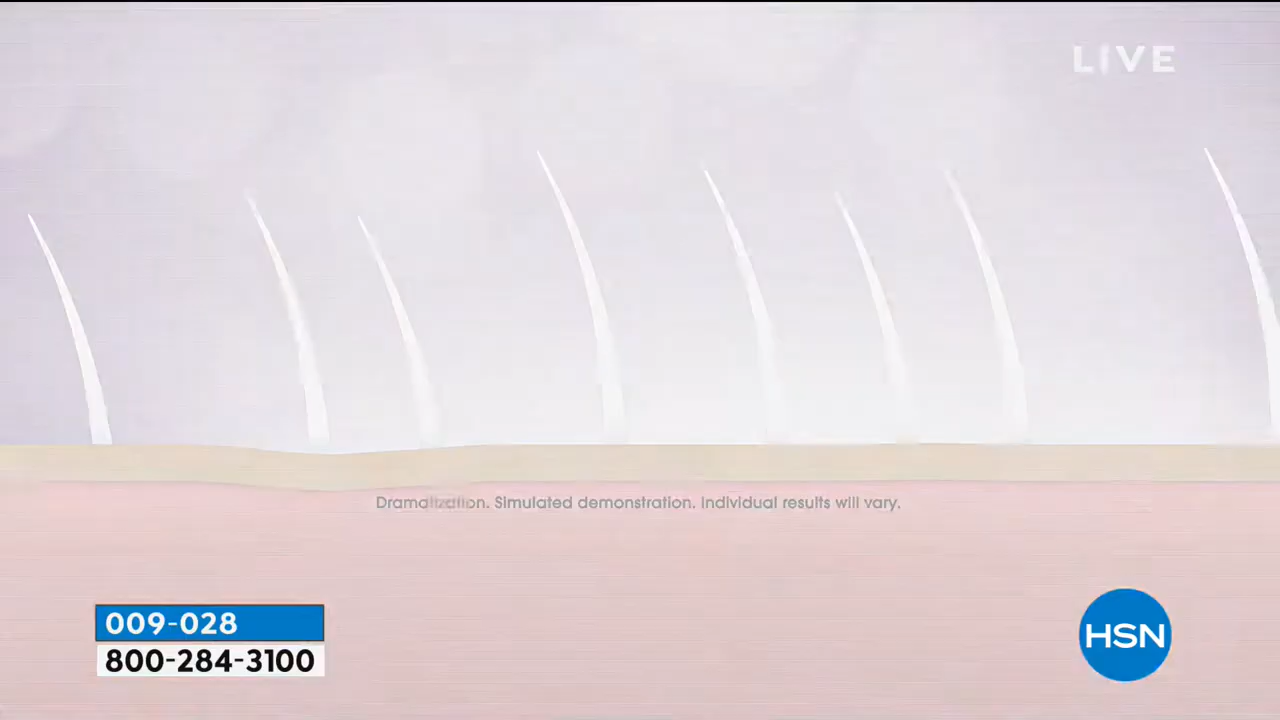 LIVE
Dramatization. Simulated demonstration. Individual results will vary.
009-028
800-284-3100
HSN